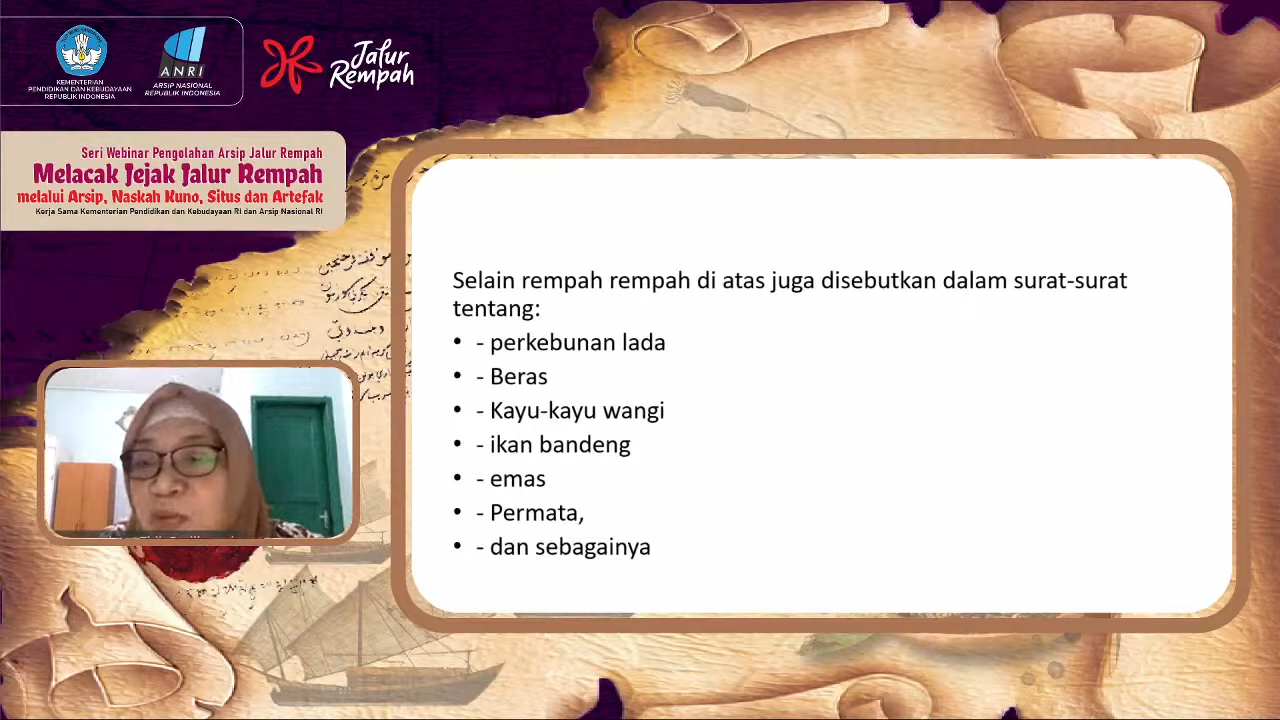 KEMENTERIAN
PENDIDIKAN DAN KEBUDAYAAN
REPUBLIK INDONESIA
ANRI
ARSIP NASIONAL
REPUBLIK INDONESIA
Jalur
Rempah
Seri Webinar Pengolahan Arsip Jalur Rempah
Melacak Jejak Jalur Rempah
melalui Arsip, Naskah Kuno, Situs dan Artefak
Kerja Sama Kementerian Pendidikan dan Kebudayaan RI dan Arsip Nasional RI
Selain rempah rempah di atas juga disebutkan dalam surat-surat
tentang:
• - perkebunan lada
• - Beras
• - Kayu-kayu wangi
• - ikan bandeng
• - emas
• - Permata,
• - dan sebagainya